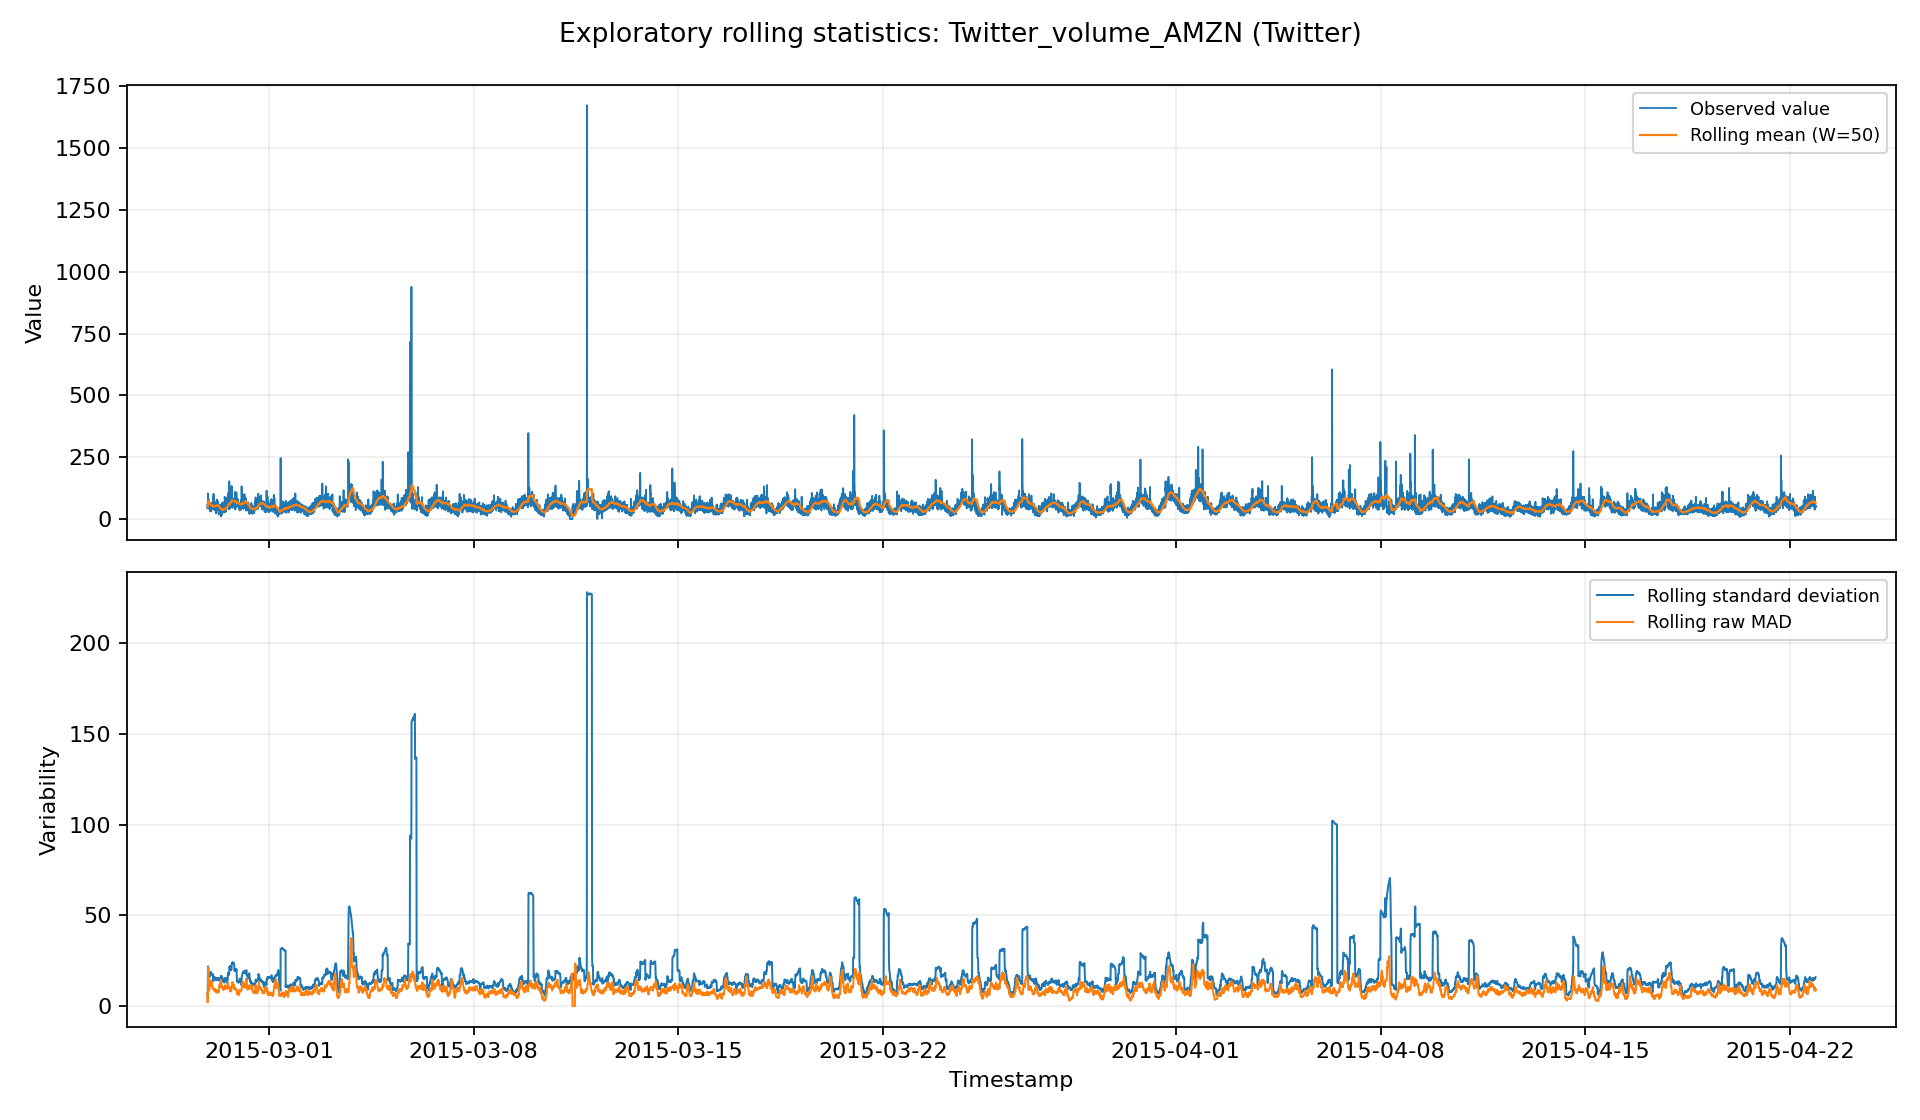 Exploratory rolling statistics: Twitter_volume_AMZN (Twitter)
1750
1500
1250
1000
750
500
250
0
Value
Observed value
Rolling mean (W=50)
200
150
100
50
0
Variability
Rolling standard deviation
Rolling raw MAD
2015-03-01
2015-03-08
2015-03-15
2015-03-22
2015-04-01
2015-04-08
2015-04-15
2015-04-22
Timestamp